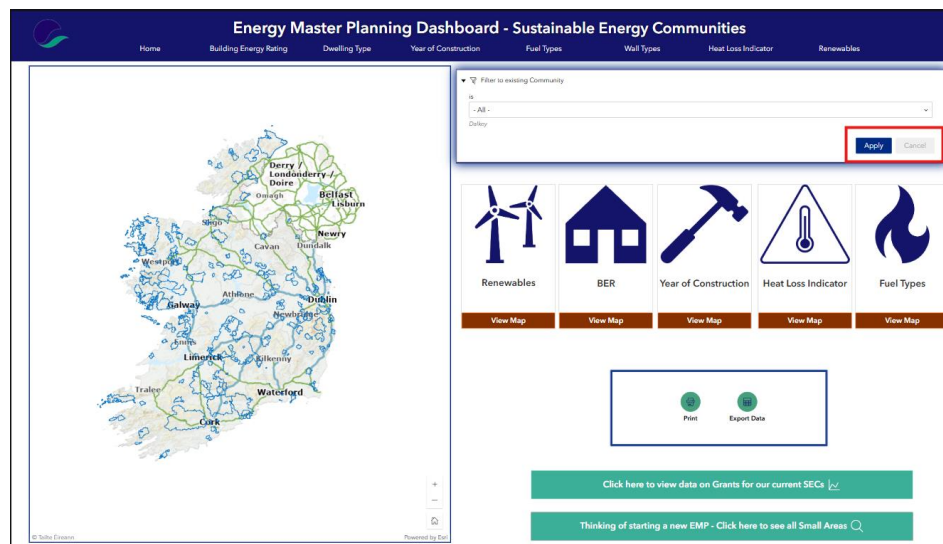 Energy Master Planning Dashboard - Sustainable Energy Communities
Home Building Energy Rating Dwelling Type Year of Construction Fuel Types Wall Types Heat Loss Indicator Renewables
Filter to existing Community
is
- All -
Dalkey
Apply Cancel
Derry /
Londonderry /
Doire
Omagh
Belfast
Lisburn
Sligo
Newry
Cavan
Dundalk
Westport
Athlone
Dublin
Galway
Newbridge
Ennis
Limerick
Kilkenny
Tralee
Waterford
Cork
+
−
© Tailte Éireann
Powered by Esri
Renewables
BER
Year of Construction
Heat Loss Indicator
Fuel Types
View Map
View Map
View Map
View Map
View Map
Print
Export Data
Click here to view data on Grants for our current SECs
Thinking of starting a new EMP - Click here to see all Small Areas